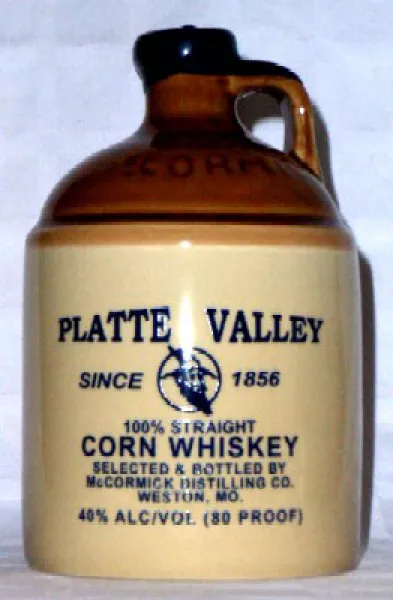 McCORMI
PLATTE VALLEY
SINCE 1856
100% STRAIGHT
CORN WHISKEY
SELECTED & BOTTLED BY
McCORMICK DISTILLING CO.
WESTON, MO.
40% ALC/VOL (80 PROOF)